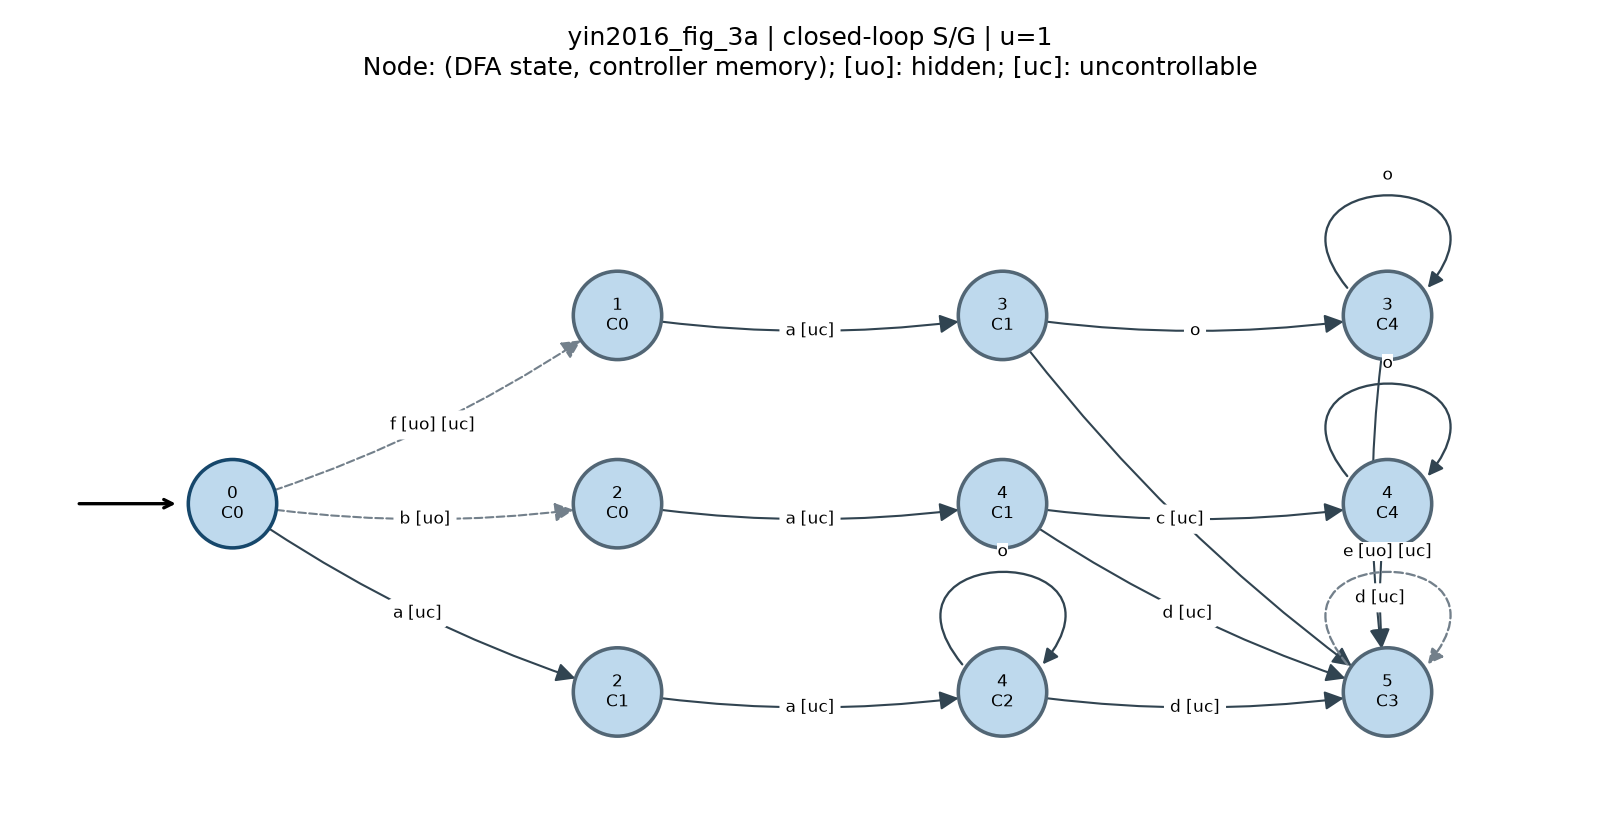 yin2016_fig_3a | closed-loop S/G | u=1
Node: (DFA state, controller memory); [uo]: hidden; [uc]: uncontrollable
o
1
C0
a [uc]
3
C1
o
3
C4
o
f [uo] [uc]
0
C0
b [uo]
2
C0
a [uc]
4
C1
c [uc]
4
C4
o
e [uo] [uc]
d [uc]
a [uc]
d [uc]
2
C1
a [uc]
4
C2
d [uc]
5
C3